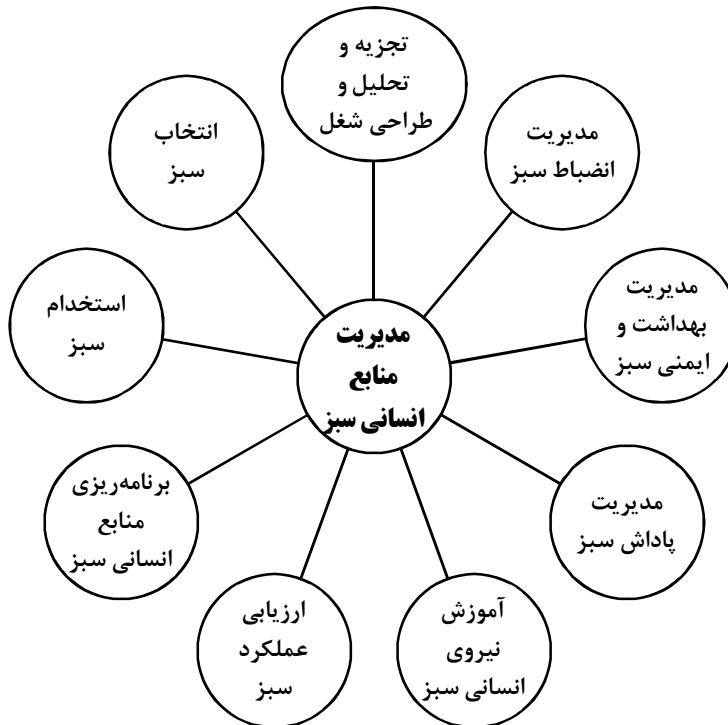 تجزیه و
تحلیل و
طراحی شغل
مدیریت
انضباط سبز
مدیریت
بهداشت و
ایمنی سبز
مدیریت
پاداش سبز
آموزش
نیروی
انسانی سبز
ارزیابی
عملکرد
سبز
برنامه‌ریزی
منابع
انسانی سبز
استخدام
سبز
انتخاب
سبز
مدیریت
منابع
انسانی سبز